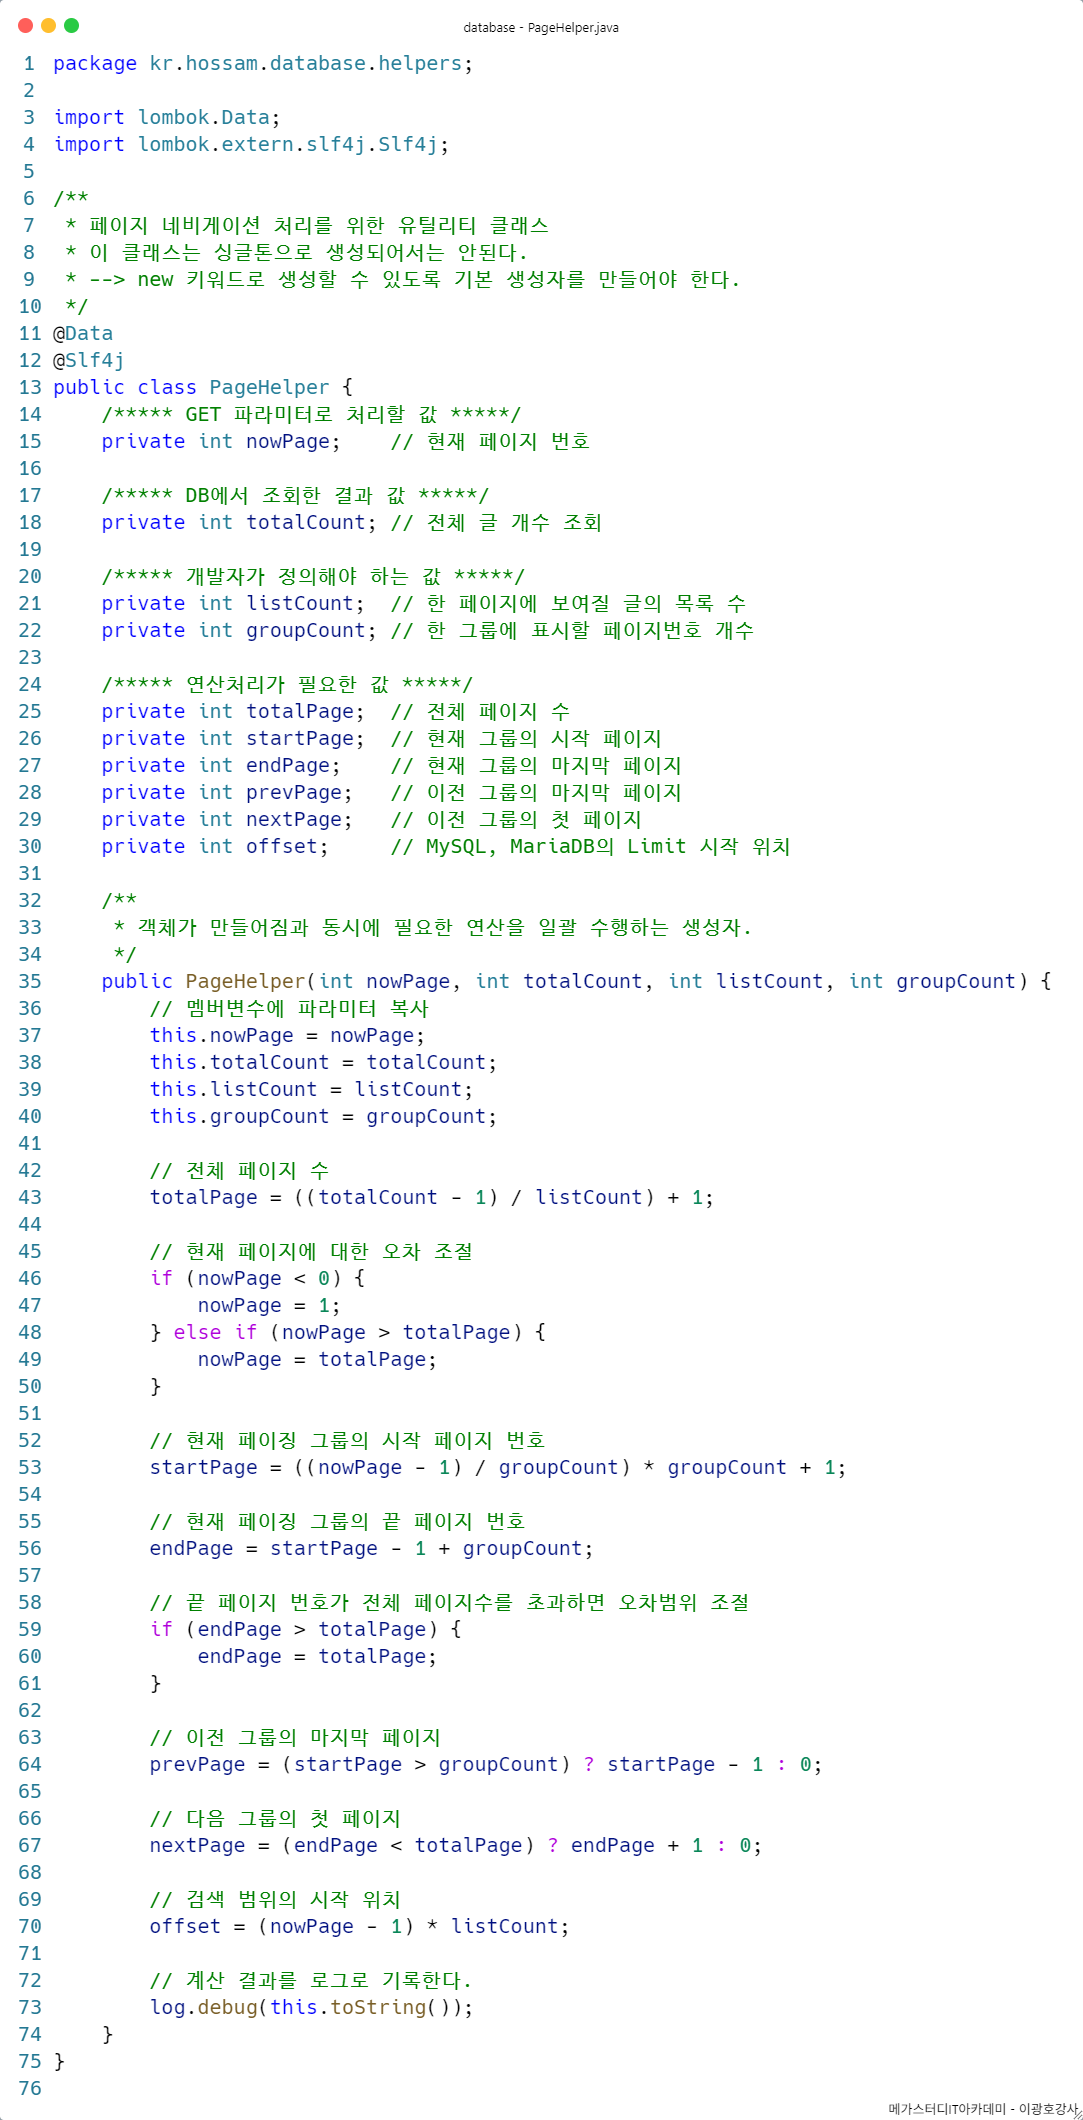 database - PageHelper.java
1 package kr.hossam.database.helpers;
2
3 import lombok.Data;
4 import lombok.extern.slf4j.Slf4j;
5
6 /**
7  * 페이지 네비게이션 처리를 위한 유틸리티 클래스
8  * 이 클래스는 싱글톤으로 생성되어서는 안된다.
9  * --> new 키워드로 생성할 수 있도록 기본 생성자를 만들어야 한다.
10  */
11 @Data
12 @Slf4j
13 public class PageHelper {
14     /***** GET 파라미터로 처리할 값 *****/
15     private int nowPage;    // 현재 페이지 번호
16
17     /***** DB에서 조회한 결과 값 *****/
18     private int totalCount; // 전체 글 개수 조회
19
20     /***** 개발자가 정의해야 하는 값 *****/
21     private int listCount;  // 한 페이지에 보여질 글의 목록 수
22     private int groupCount; // 한 그룹에 표시할 페이지번호 개수
23
24     /***** 연산처리가 필요한 값 *****/
25     private int totalPage;  // 전체 페이지 수
26     private int startPage;  // 현재 그룹의 시작 페이지
27     private int endPage;    // 현재 그룹의 마지막 페이지
28     private int prevPage;   // 이전 그룹의 마지막 페이지
29     private int nextPage;   // 이전 그룹의 첫 페이지
30     private int offset;     // MySQL, MariaDB의 Limit 시작 위치
31
32     /**
33      * 객체가 만들어짐과 동시에 필요한 연산을 일괄 수행하는 생성자.
34      */
35     public PageHelper(int nowPage, int totalCount, int listCount, int groupCount) {
36         // 멤버변수에 파라미터 복사
37         this.nowPage = nowPage;
38         this.totalCount = totalCount;
39         this.listCount = listCount;
40         this.groupCount = groupCount;
41
42         // 전체 페이지 수
43         totalPage = ((totalCount - 1) / listCount) + 1;
44
45         // 현재 페이지에 대한 오차 조절
46         if (nowPage < 0) {
47             nowPage = 1;
48         } else if (nowPage > totalPage) {
49             nowPage = totalPage;
50         }
51
52         // 현재 페이징 그룹의 시작 페이지 번호
53         startPage = ((nowPage - 1) / groupCount) * groupCount + 1;
54
55         // 현재 페이징 그룹의 끝 페이지 번호
56         endPage = startPage - 1 + groupCount;
57
58         // 끝 페이지 번호가 전체 페이지수를 초과하면 오차범위 조절
59         if (endPage > totalPage) {
60             endPage = totalPage;
61         }
62
63         // 이전 그룹의 마지막 페이지
64         prevPage = (startPage > groupCount) ? startPage - 1 : 0;
65
66         // 다음 그룹의 첫 페이지
67         nextPage = (endPage < totalPage) ? endPage + 1 : 0;
68
69         // 검색 범위의 시작 위치
70         offset = (nowPage - 1) * listCount;
71
72         // 계산 결과를 로그로 기록한다.
73         log.debug(this.toString());
74     }
75 }
76
메가스터디IT아카데미 - 이광호강사